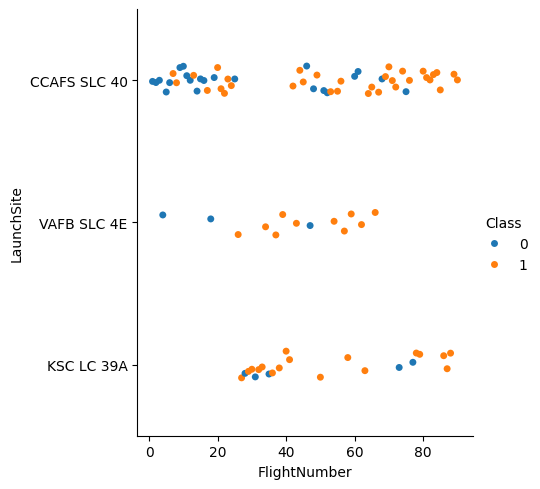 CCAFS SLC 40
VAFB SLC 4E
KSC LC 39A
LaunchSite
0
20
40
60
80
FlightNumber
Class
0
1